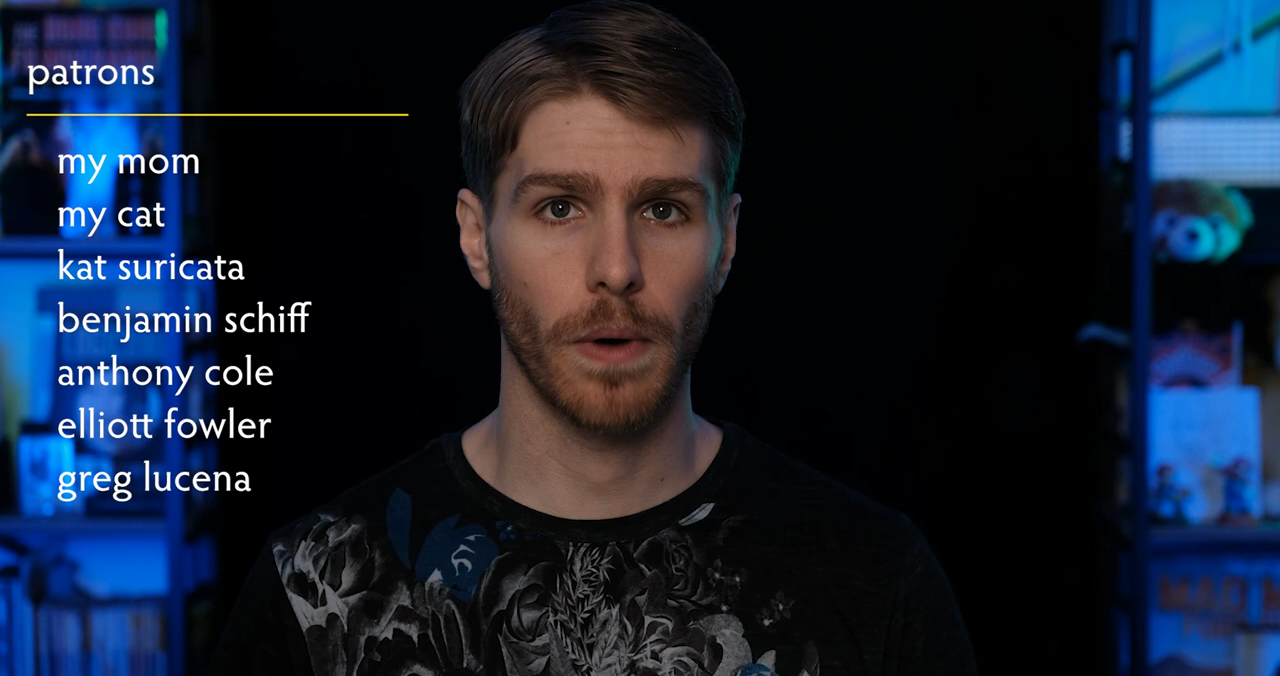 patrons
my mom
my cat
kat suricata
benjamin schiff
anthony cole
elliott fowler
greg lucena